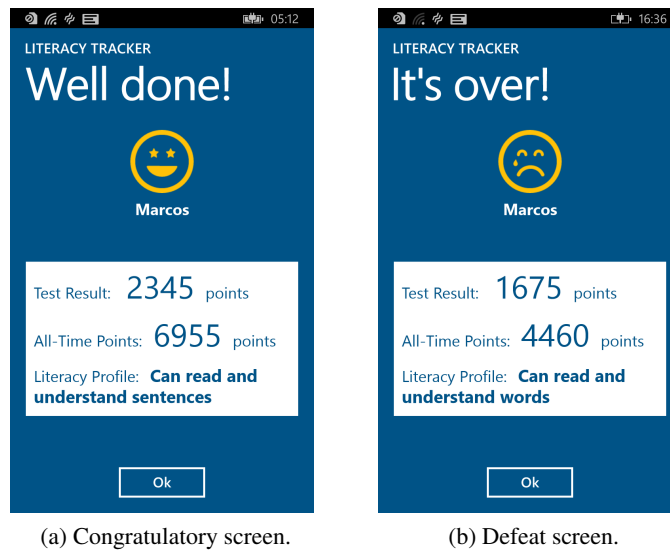 05:12
LITERACY TRACKER
Well done!
Marcos
Test Result: 2345 points
All-Time Points: 6955 points
Literacy Profile: Can read and
understand sentences
Ok
(a) Congratulatory screen.
16:36
LITERACY TRACKER
It's over!
Marcos
Test Result: 1675 points
All-Time Points: 4460 points
Literacy Profile: Can read and
understand words
Ok
(b) Defeat screen.